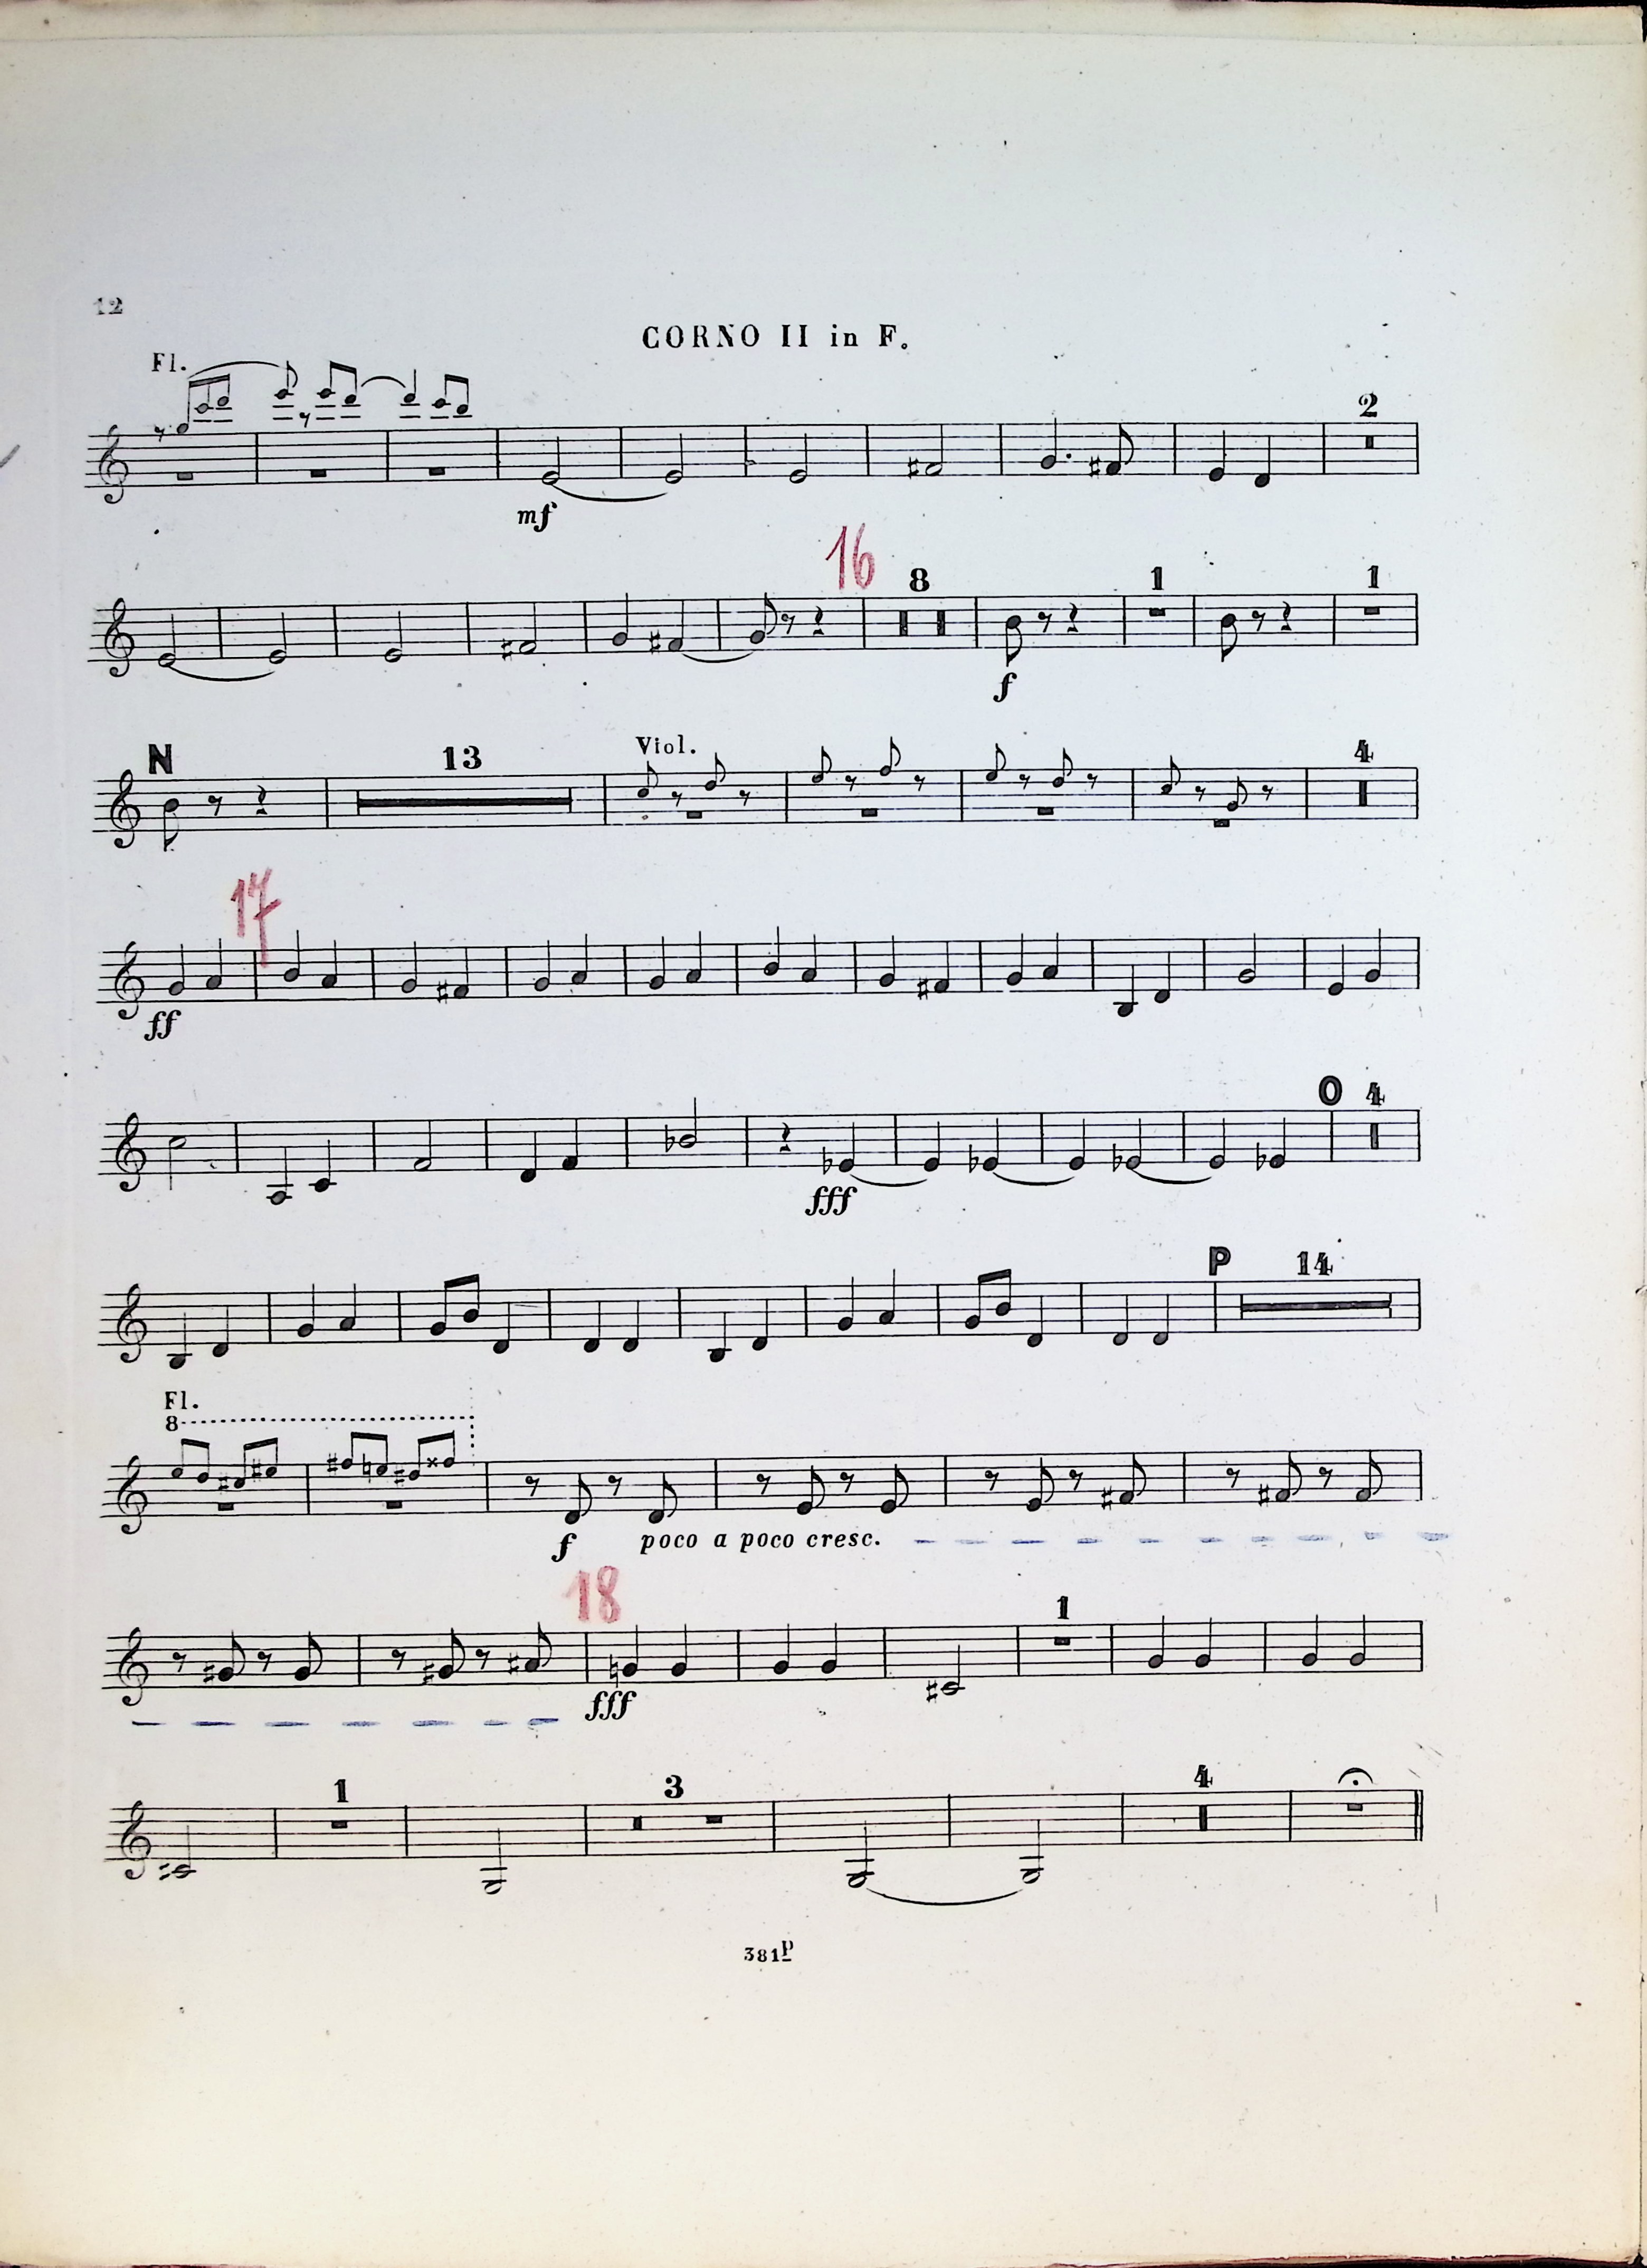 12
CORNO II in F.
Fl.
2
mf
16
8 1 1
f
N 13 Viol. 4
17
ff
O 4
fff
P 14
Fl.
8
f poco a poco cresc.
18
1
fff
1 3 4
381P